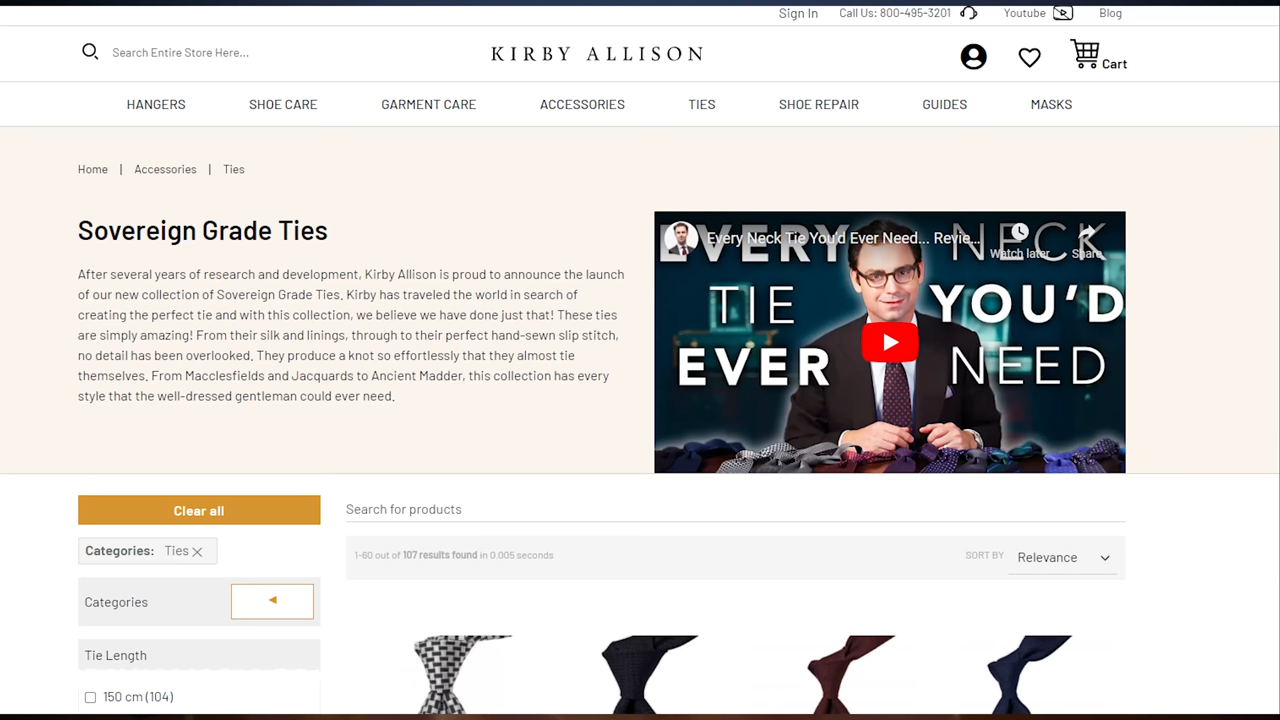 Sign In Call Us: 800-495-3201 Youtube Blog
Search Entire Store Here...
KIRBY ALLISON
Cart
HANGERS SHOE CARE GARMENT CARE ACCESSORIES TIES SHOE REPAIR GUIDES MASKS
Home | Accessories | Ties
Sovereign Grade Ties
After several years of research and development, Kirby Allison is proud to announce the launch
of our new collection of Sovereign Grade Ties. Kirby has traveled the world in search of
creating the perfect tie and with this collection, we believe we have done just that! These ties
are simply amazing! From their silk and linings, through to their perfect hand-sewn slip stitch,
no detail has been overlooked. They produce a knot so effortlessly that they almost tie
themselves. From Macclesfields and Jacquards to Ancient Madder, this collection has every
style that the well-dressed gentleman could ever need.
Every Neck Tie You'd Ever Need... Revie...
Watch later Share
EVERY NECK
TIE YOU'D
EVER NEED
Clear all
Categories: Ties
Categories
Tie Length
150 cm (104)
Search for products
1-60 out of 107 results found in 0.005 seconds
SORT BY Relevance